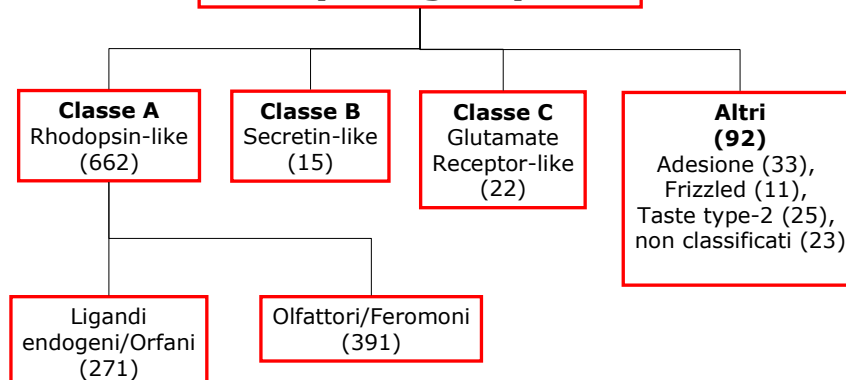 Classe A
Rhodopsin-like
(662)
Classe B
Secretin-like
(15)
Classe C
Glutamate
Receptor-like
(22)
Altri
(92)
Adesione (33),
Frizzled (11),
Taste type-2 (25),
non classificati (23)
Ligandi
endogeni/Orfani
(271)
Olfattori/Feromoni
(391)